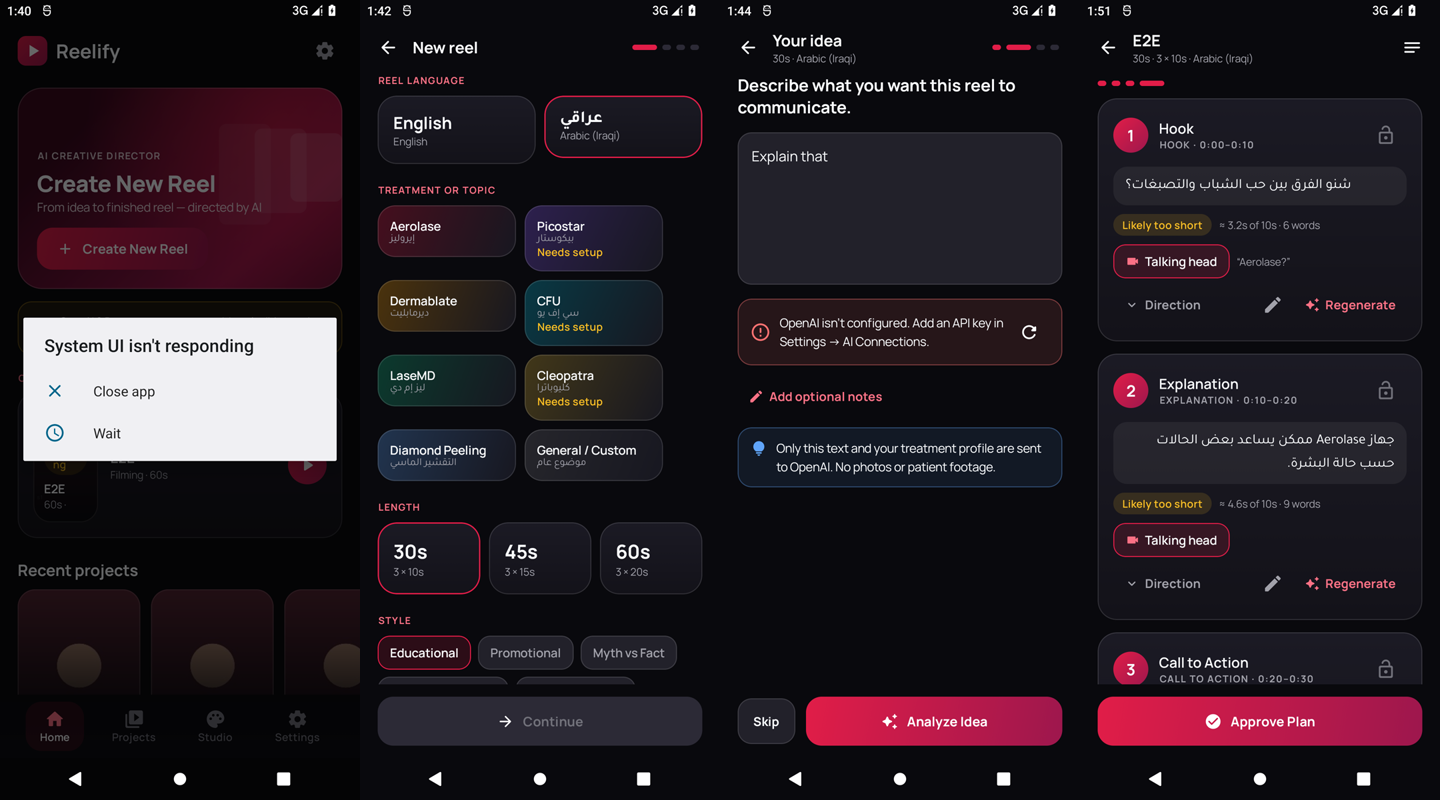 1:40
3G
Reelify
AI CREATIVE DIRECTOR
Create New Reel
From idea to finished reel — directed by AI
+ Create New Reel
System UI isn't responding
Close app
Wait
ng
E2E
60s ·
Filming · 60s
Recent projects
Home
Projects
Studio
Settings
1:42
3G
New reel
REEL LANGUAGE
English
English
عراقي
Arabic (Iraqi)
TREATMENT OR TOPIC
Aerolase
إيروليز
Picostar
بيكوستار
Needs setup
Dermablate
ديرمابليت
CFU
سي إف يو
Needs setup
LaseMD
ليز إم دي
Cleopatra
كليوباترا
Needs setup
Diamond Peeling
التقشير الماسي
General / Custom
موضوع عام
LENGTH
30s
3 × 10s
45s
3 × 15s
60s
3 × 20s
STYLE
Educational
Promotional
Myth vs Fact
Continue
1:44
3G
Your idea
30s · Arabic (Iraqi)
Describe what you want this reel to
communicate.
Explain that
OpenAI isn't configured. Add an API key in
Settings → AI Connections.
Add optional notes
Only this text and your treatment profile are sent
to OpenAI. No photos or patient footage.
Skip
Analyze Idea
1:51
3G
E2E
30s · 3 × 10s · Arabic (Iraqi)
1
Hook
HOOK · 0:00–0:10
شنو الفرق بين حب الشباب والتصبغات؟
Likely too short
≈ 3.2s of 10s · 6 words
Talking head
“Aerolase?”
Direction
Regenerate
2
Explanation
EXPLANATION · 0:10–0:20
جهاز Aerolase ممكن يساعد بعض الحالات
حسب حالة البشرة.
Likely too short
≈ 4.6s of 10s · 9 words
Talking head
Direction
Regenerate
3
Call to Action
CALL TO ACTION · 0:20–0:30
Approve Plan